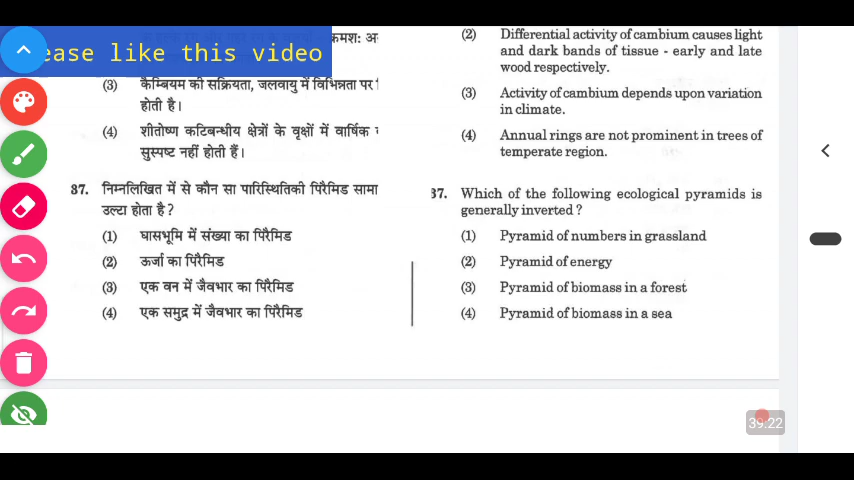 ease like this video
क्रमश:
(3) कैम्बियम की सक्रियता, जलवायु में विभिन्नता पर
होती है।
(4) शीतोष्ण कटिबन्धीय क्षेत्रों के वृक्षों में वार्षिक
सुस्पष्ट नहीं होती हैं।
37. निम्नलिखित में से कौन सा पारिस्थितिकी पिरैमिड सामा
उल्टा होता है ?
(1) घासभूमि में संख्या का पिरैमिड
(2) ऊर्जा का पिरैमिड
(3) एक वन में जैवभार का पिरैमिड
(4) एक समुद्र में जैवभार का पिरैमिड
(2) Differential activity of cambium causes light
and dark bands of tissue - early and late
wood respectively.
(3) Activity of cambium depends upon variation
in climate.
(4) Annual rings are not prominent in trees of
temperate region.
37. Which of the following ecological pyramids is
generally inverted ?
(1) Pyramid of numbers in grassland
(2) Pyramid of energy
(3) Pyramid of biomass in a forest
(4) Pyramid of biomass in a sea
39:22